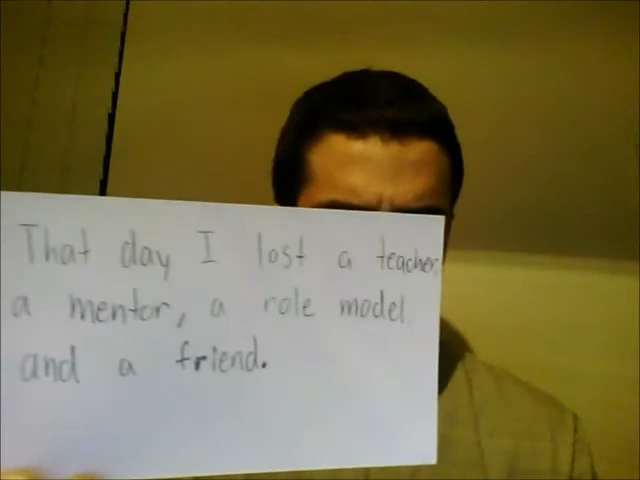 That day I lost a teacher,
a mentor, a role model
and a friend.